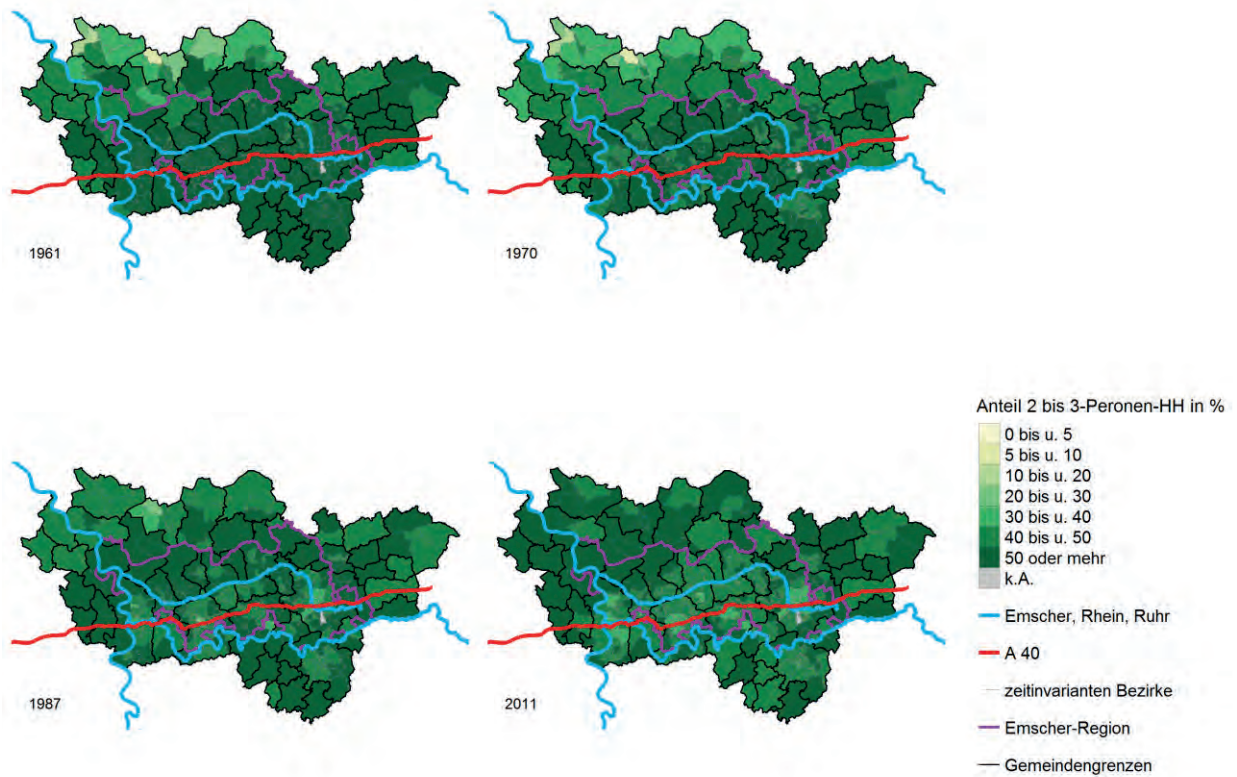 1961
1970
1987
2011
Anteil 2 bis 3-Peronen-HH in %
0 bis u. 5
5 bis u. 10
10 bis u. 20
20 bis u. 30
30 bis u. 40
40 bis u. 50
50 oder mehr
k.A.
Emscher, Rhein, Ruhr
A 40
zeitinvarianten Bezirke
Emscher-Region
Gemeindengrenzen